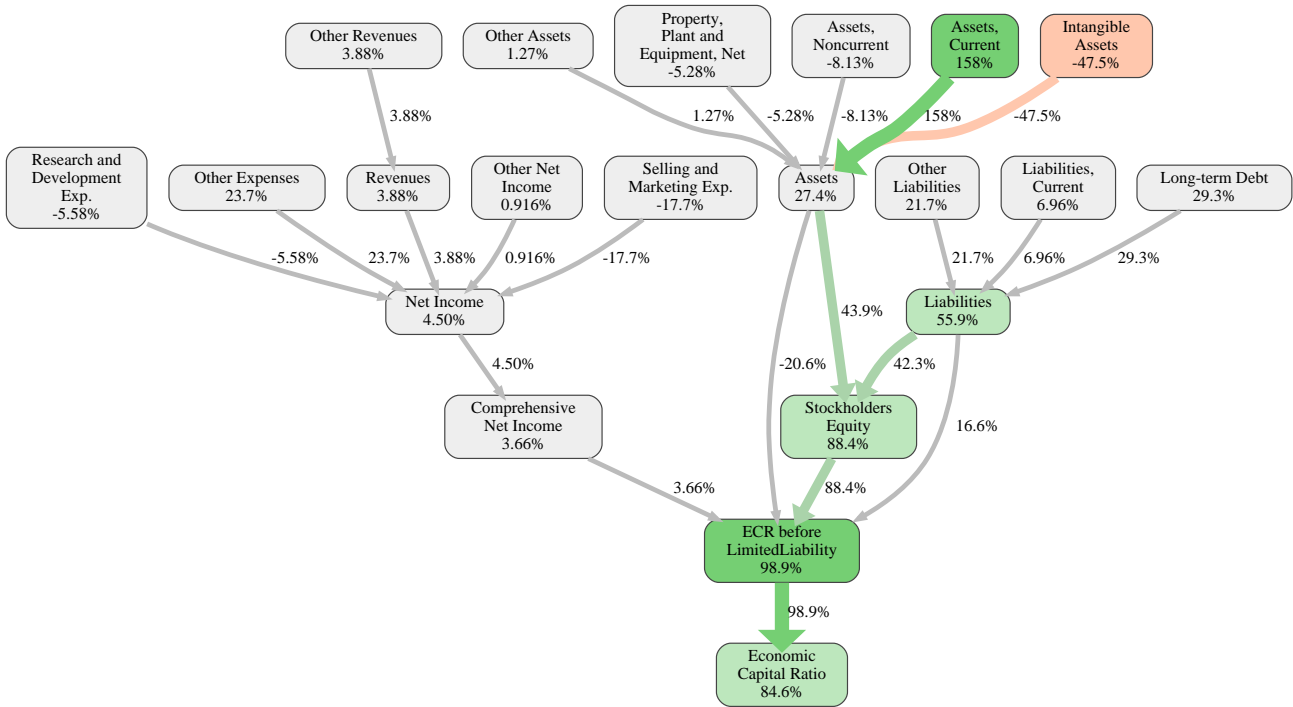 Other Revenues
3.88%
Other Assets
1.27%
Property,
Plant and
Equipment, Net
-5.28%
Assets,
Noncurrent
-8.13%
Assets,
Current
158%
Intangible
Assets
-47.5%
3.88%
1.27%
-5.28%
-8.13%
158%
-47.5%
Research and
Development
Exp.
-5.58%
Other Expenses
23.7%
Revenues
3.88%
Other Net
Income
0.916%
Selling and
Marketing Exp.
-17.7%
Assets
27.4%
Other
Liabilities
21.7%
Liabilities,
Current
6.96%
Long-term Debt
29.3%
-5.58%
23.7%
3.88%
0.916%
-17.7%
21.7%
6.96%
29.3%
Net Income
4.50%
Liabilities
55.9%
43.9%
4.50%
-20.6%
42.3%
Comprehensive
Net Income
3.66%
Stockholders
Equity
88.4%
16.6%
3.66%
88.4%
ECR before
LimitedLiability
98.9%
98.9%
Economic
Capital Ratio
84.6%